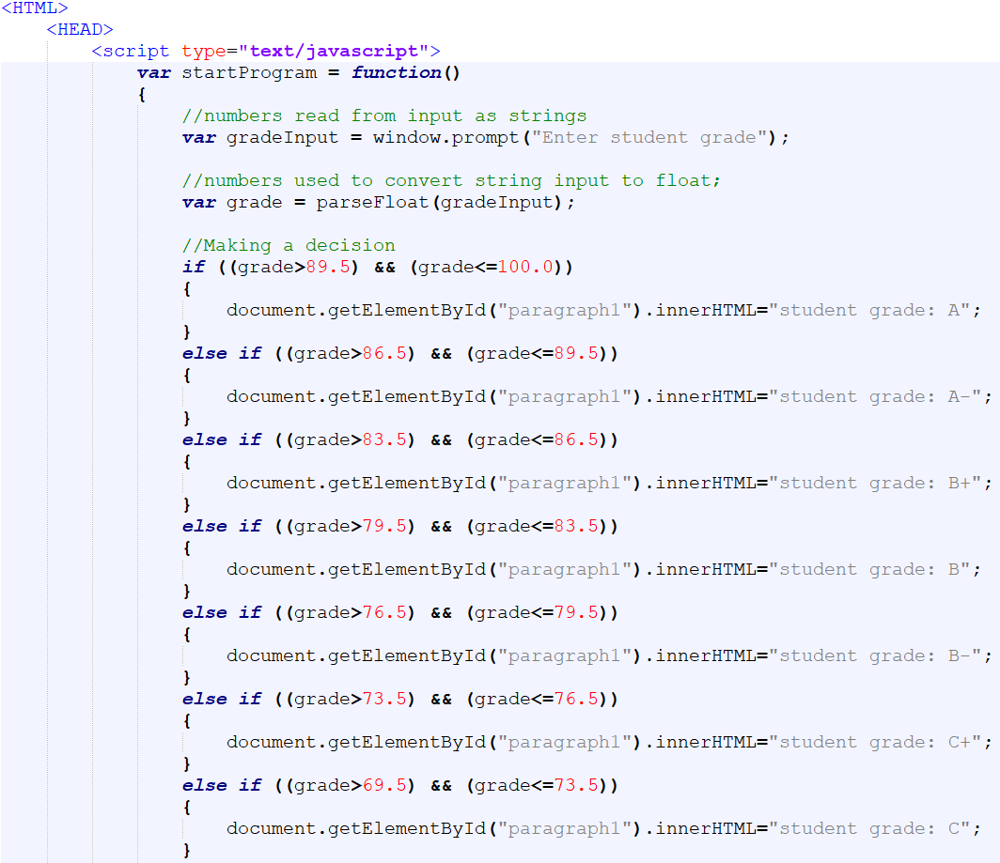 <HTML>
<HEAD>
<script type="text/javascript">
var startProgram = function()
{
//numbers read from input as strings
var gradeInput = window.prompt("Enter student grade");
//numbers used to convert string input to float;
var grade = parseFloat(gradeInput);
//Making a decision
if ((grade>89.5) && (grade<=100.0))
{
document.getElementById("paragraph1").innerHTML="student grade: A";
}
else if ((grade>86.5) && (grade<=89.5))
{
document.getElementById("paragraph1").innerHTML="student grade: A-";
}
else if ((grade>83.5) && (grade<=86.5))
{
document.getElementById("paragraph1").innerHTML="student grade: B+";
}
else if ((grade>79.5) && (grade<=83.5))
{
document.getElementById("paragraph1").innerHTML="student grade: B";
}
else if ((grade>76.5) && (grade<=79.5))
{
document.getElementById("paragraph1").innerHTML="student grade: B-";
}
else if ((grade>73.5) && (grade<=76.5))
{
document.getElementById("paragraph1").innerHTML="student grade: C+";
}
else if ((grade>69.5) && (grade<=73.5))
{
document.getElementById("paragraph1").innerHTML="student grade: C";
}